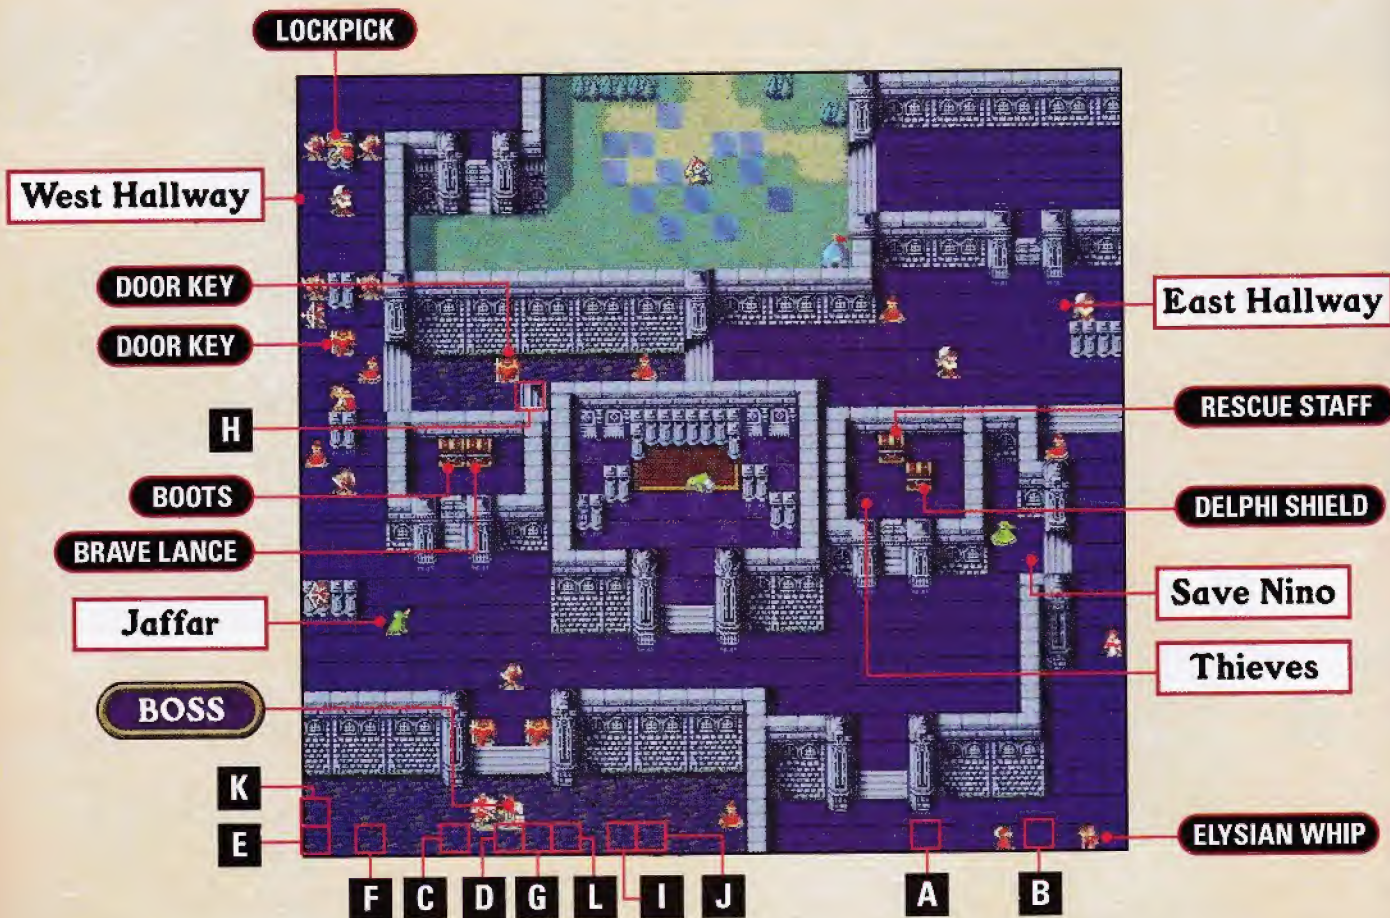 LOCKPICK
West Hallway
DOOR KEY
East Hallway
DOOR KEY
RESCUE STAFF
H
BOOTS
DELPHI SHIELD
BRAVE LANCE
Save Nino
Jaffar
Thieves
BOSS
K
E
ELYSIAN WHIP
F
C
D
G
L
I
J
A
B